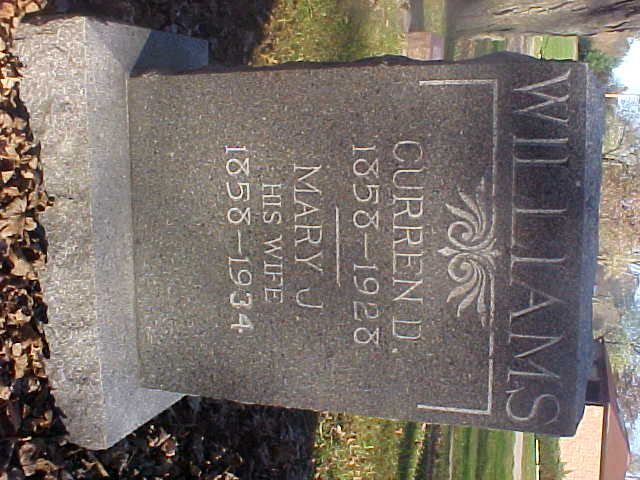 WILLIAMS
CURREN D.
1858–1928
MARY J.
HIS WIFE
1858–1934